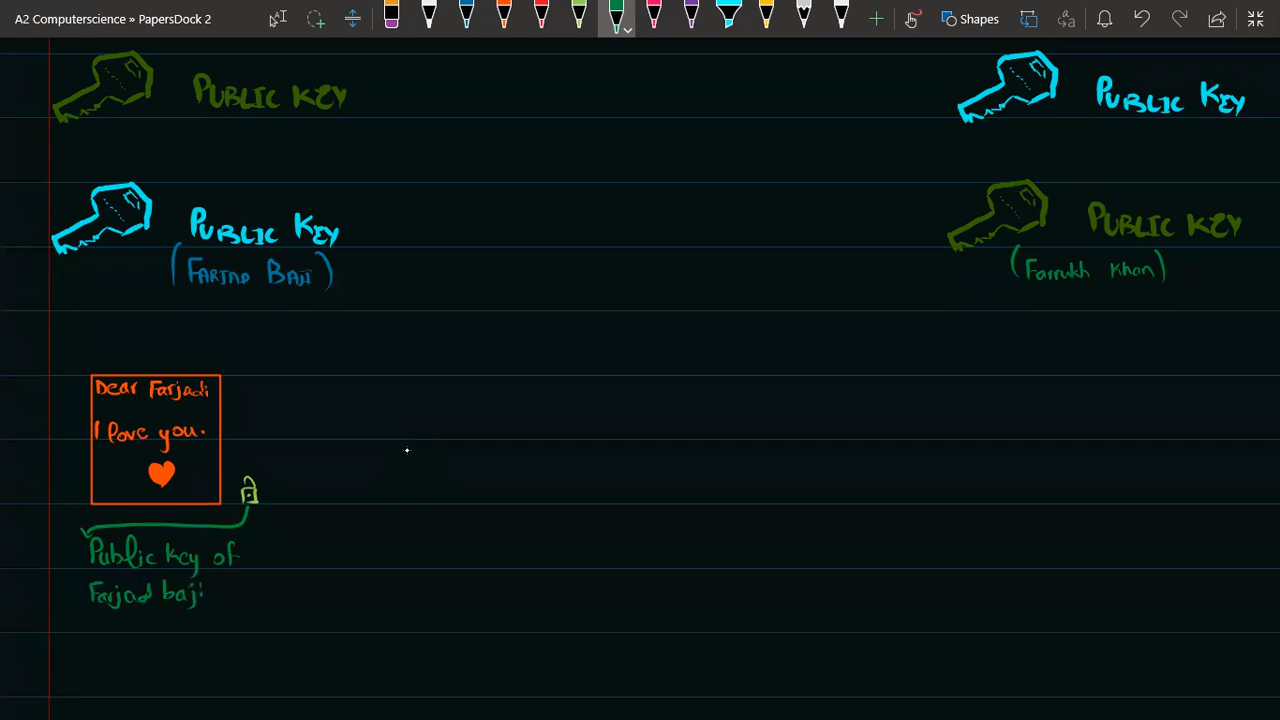 A2 Computerscience » PapersDock 2
Shapes
PUBLIC KEY
PUBLIC KEY
PUBLIC KEY
(FARJAD BAJI)
PUBLIC KEY
(Farrukh Khan)
Dear Farjadi
I love you.
Public key of
Farjad baji